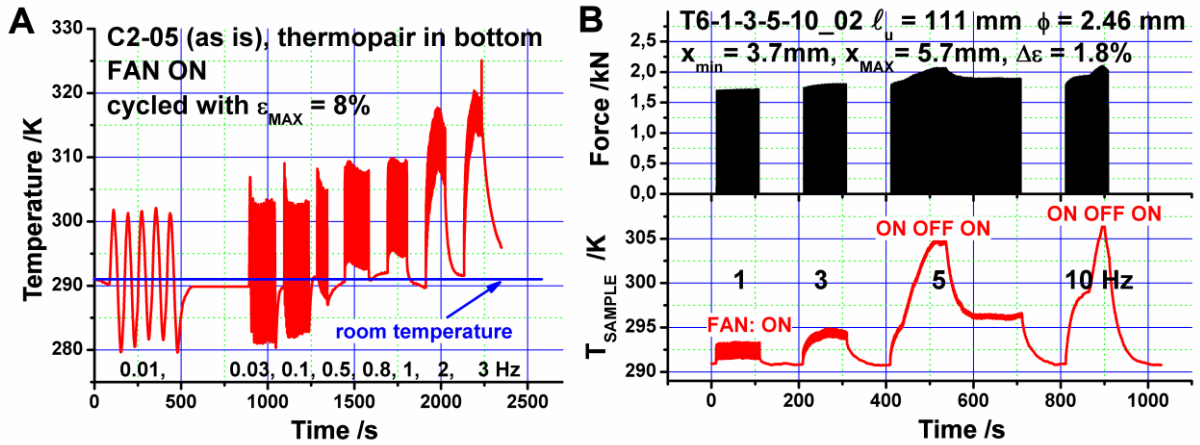 A
C2-05 (as is), thermopair in bottom
FAN ON
cycled with εMAX = 8%
Temperature /K
330
320
310
300
290
280
room temperature
0.01, 0.03, 0.1, 0.5, 0.8, 1, 2, 3 Hz
0 500 1000 1500 2000 2500
Time /s
B
T6-1-3-5-10_02 ℓu = 111 mm ϕ = 2.46 mm
xmin = 3.7mm, xMAX = 5.7mm, Δε = 1.8%
Force /kN
2,5
2,0
1,5
1,0
0,5
0,0
TSAMPLE /K
305
300
295
290
ON OFF ON
ON OFF ON
1 3 5 10 Hz
FAN: ON
0 200 400 600 800 1000
Time /s